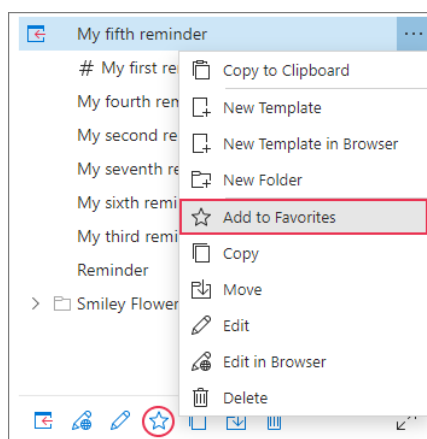 My fifth reminder
# My first re
My fourth rem
My second re
My seventh re
My sixth remi
My third remi
Reminder
Smiley Flower
Copy to Clipboard
New Template
New Template in Browser
New Folder
Add to Favorites
Copy
Move
Edit
Edit in Browser
Delete